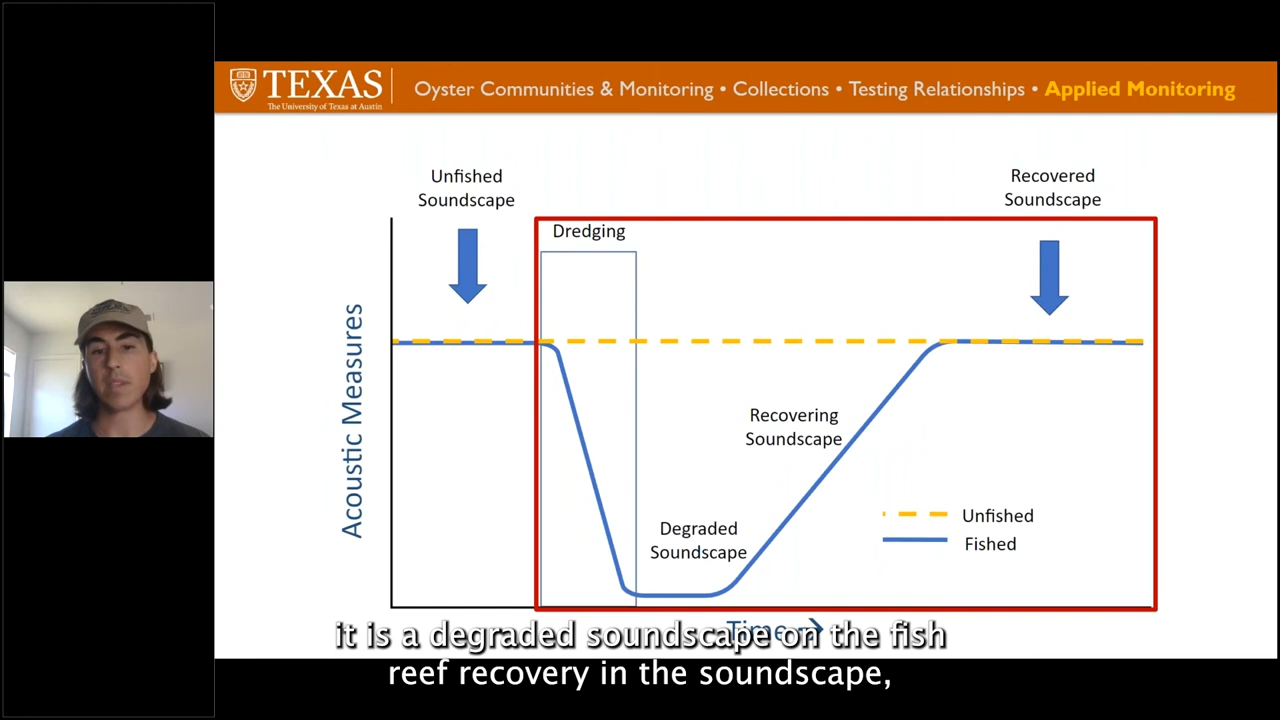 TEXAS
The University of Texas at Austin
Oyster Communities & Monitoring • Collections • Testing Relationships • Applied Monitoring
Unfished
Soundscape
Recovered
Soundscape
Dredging
Acoustic Measures
Recovering
Soundscape
Degraded
Soundscape
Unfished
Fished
Time →
it is a degraded soundscape on the fish
reef recovery in the soundscape,